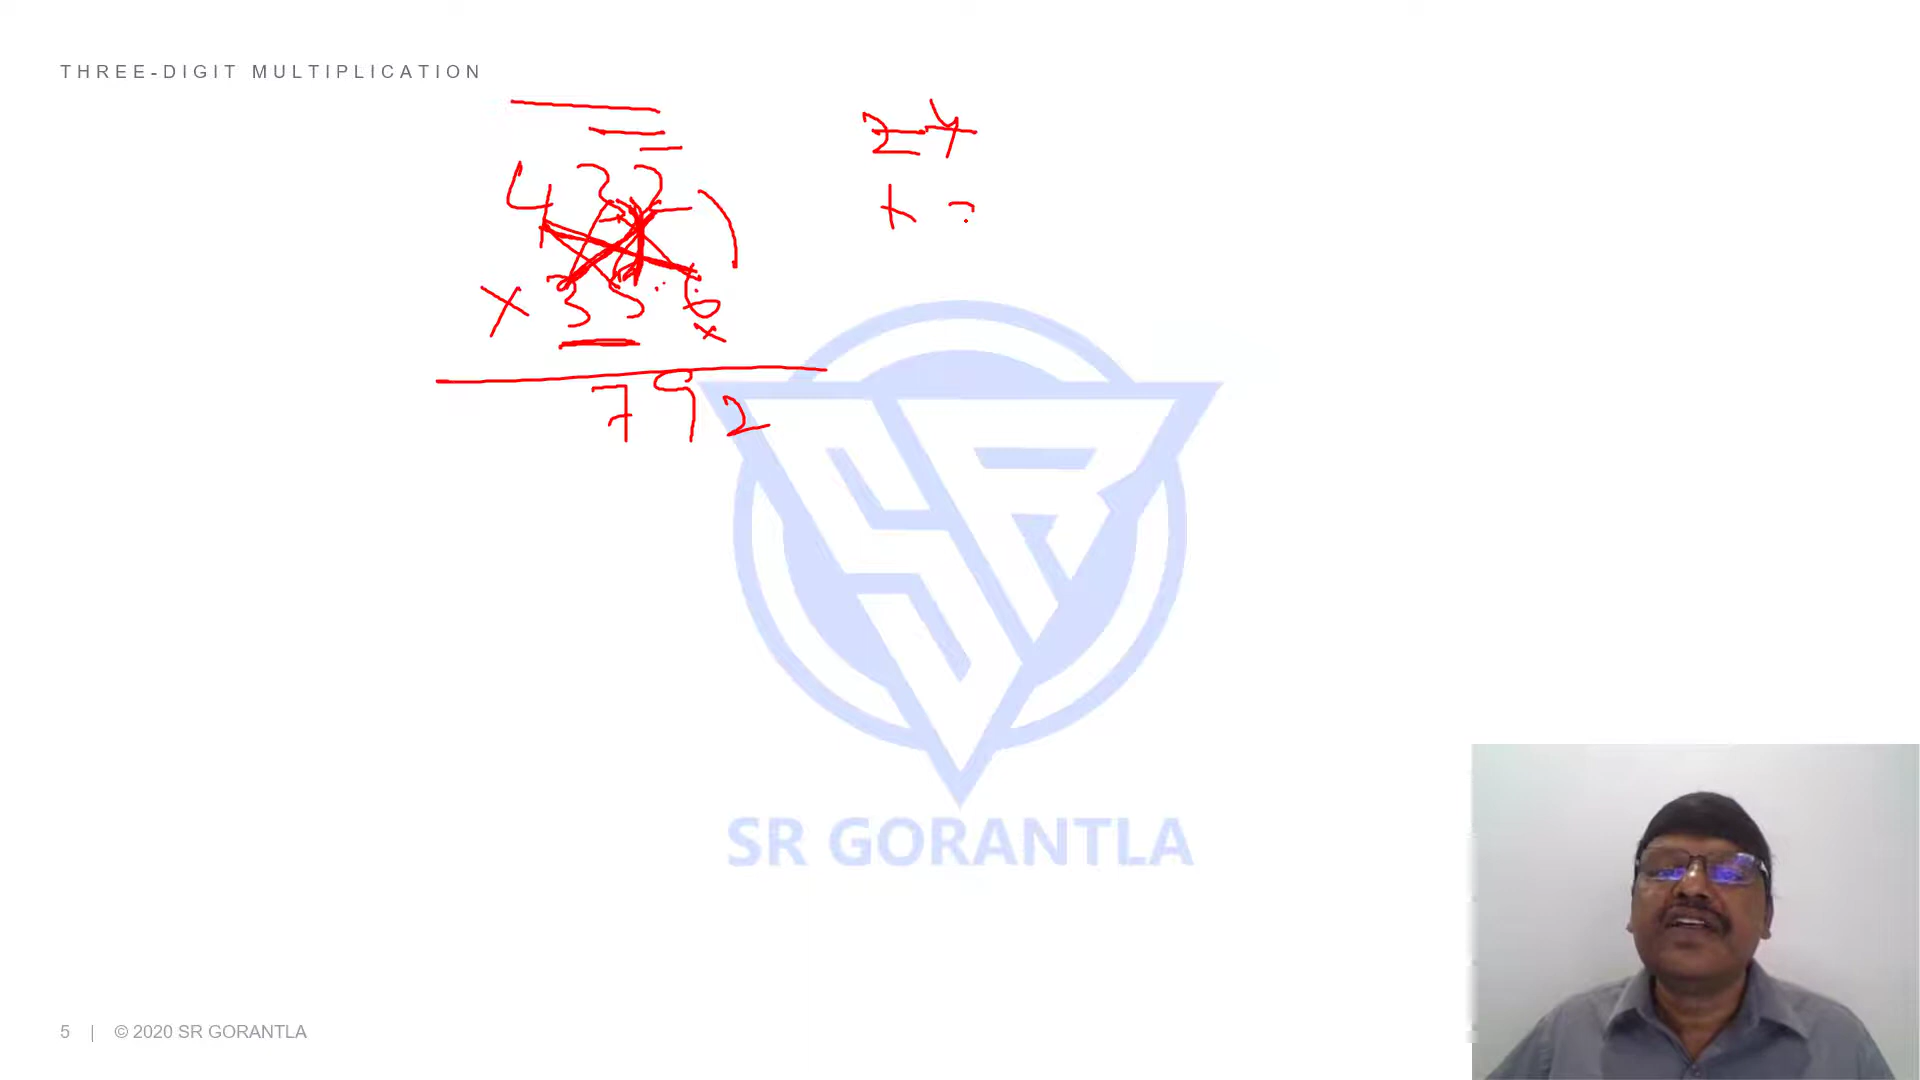 THREE-DIGIT MULTIPLICATION
24
432
+ ?
× 356
×
792
SR GORANTLA
5 | © 2020 SR GORANTLA